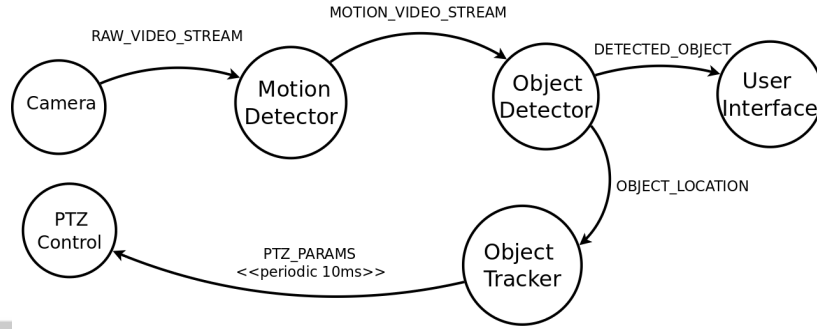 MOTION_VIDEO_STREAM
RAW_VIDEO_STREAM
DETECTED_OBJECT
Camera
Motion
Detector
Object
Detector
User
Interface
OBJECT_LOCATION
PTZ
Control
PTZ_PARAMS
<<periodic 10ms>>
Object
Tracker